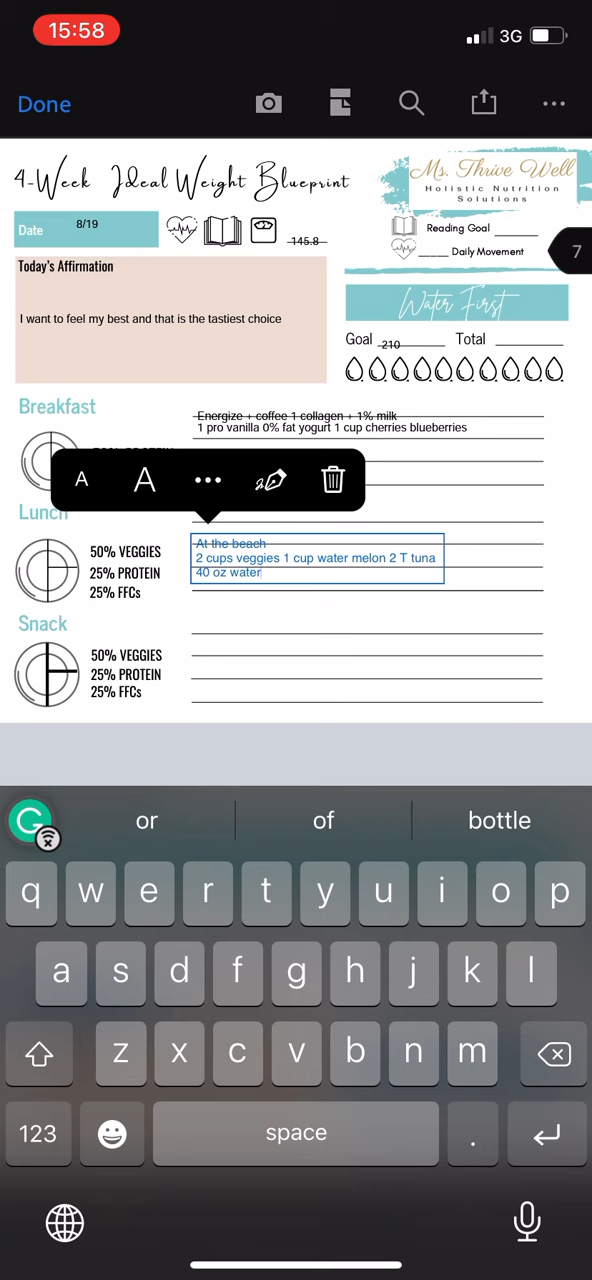 15:58
3G
Done
4-Week Ideal Weight Blueprint
Ms. Thrive Well
Holistic Nutrition
Solutions
Date 8/19
145.8
Reading Goal
Daily Movement
7
Today's Affirmation
I want to feel my best and that is the tastiest choice
Water First
Goal 210 Total
Breakfast
Energize + coffee 1 collagen + 1% milk
1 pro vanilla 0% fat yogurt 1 cup cherries blueberries
A A
Lunch
At the beach
2 cups veggies 1 cup water melon 2 T tuna
40 oz water
50% VEGGIES
25% PROTEIN
25% FFCs
Snack
50% VEGGIES
25% PROTEIN
25% FFCs
or of bottle
q w e r t y u i o p
a s d f g h j k l
z x c v b n m
123 space .